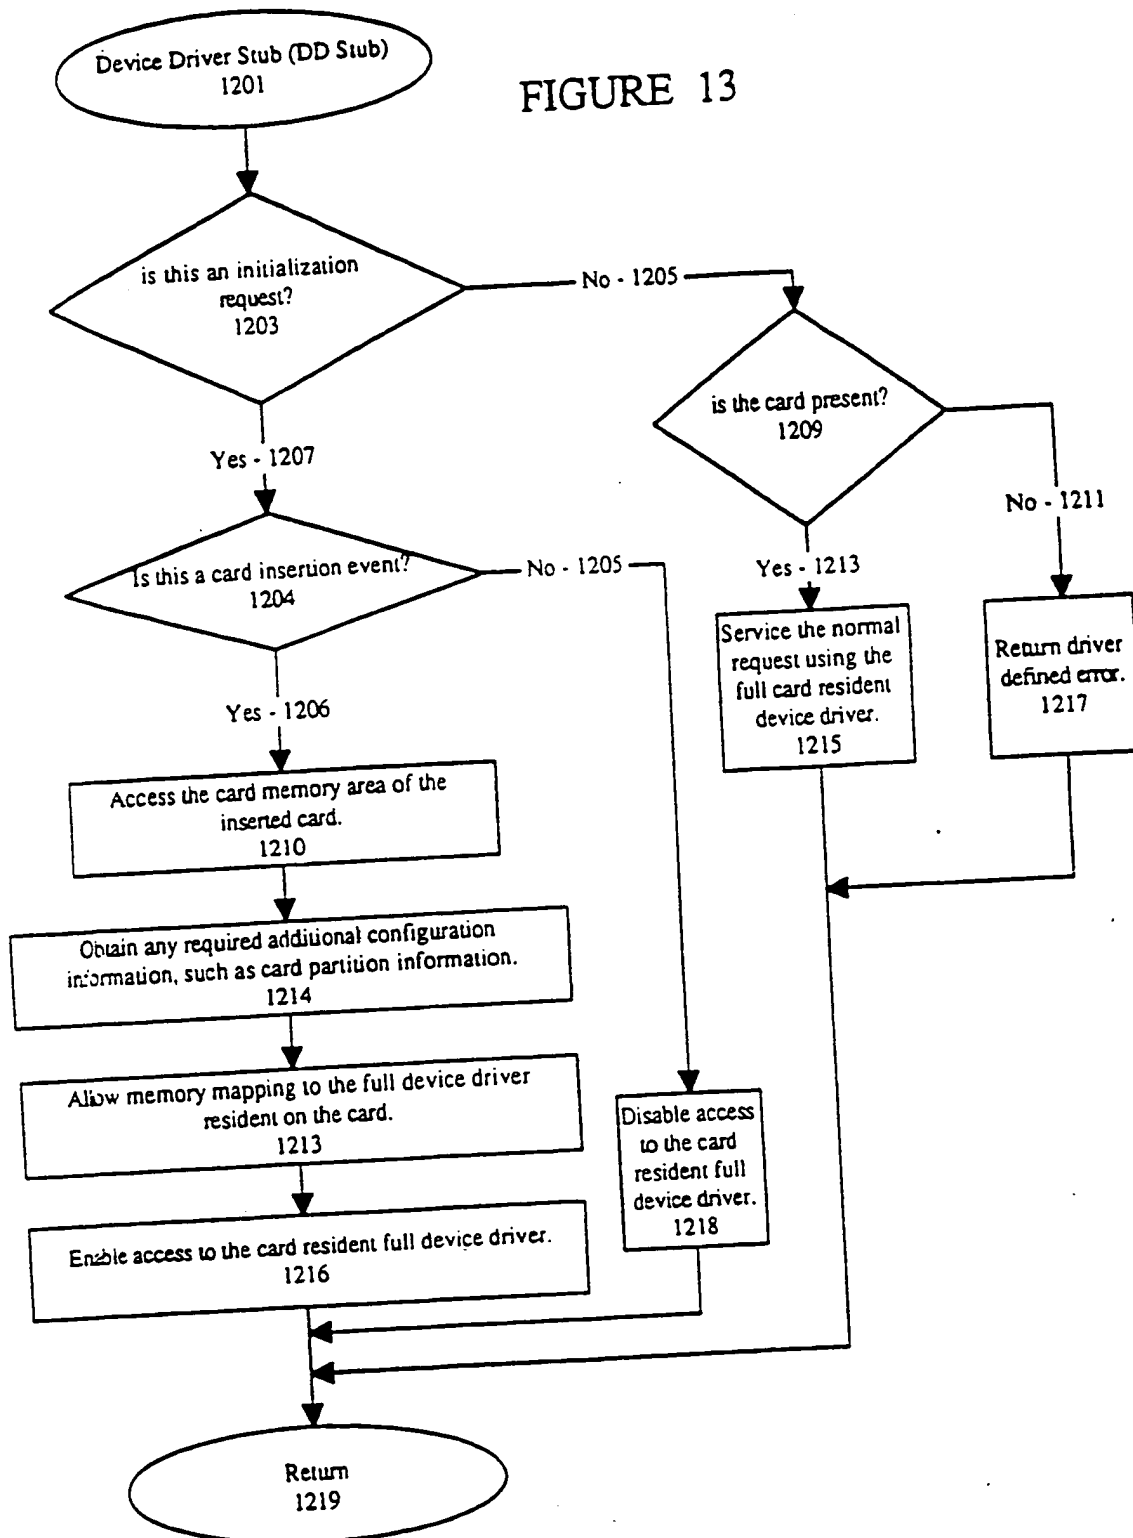 Device Driver Stub (DD Stub)
1201
FIGURE 13
is this an initialization
request?
1203
No - 1205
is the card present?
1209
Yes - 1207
No - 1211
Is this a card insertion event?
1204
No - 1205
Yes - 1213
Service the normal
request using the
full card resident
device driver.
1215
Return driver
defined error.
1217
Yes - 1206
Access the card memory area of the
inserted card.
1210
Obtain any required additional configuration
information, such as card partition information.
1214
Allow memory mapping to the full device driver
resident on the card.
1213
Disable access
to the card
resident full
device driver.
1218
Enable access to the card resident full device driver.
1216
Return
1219